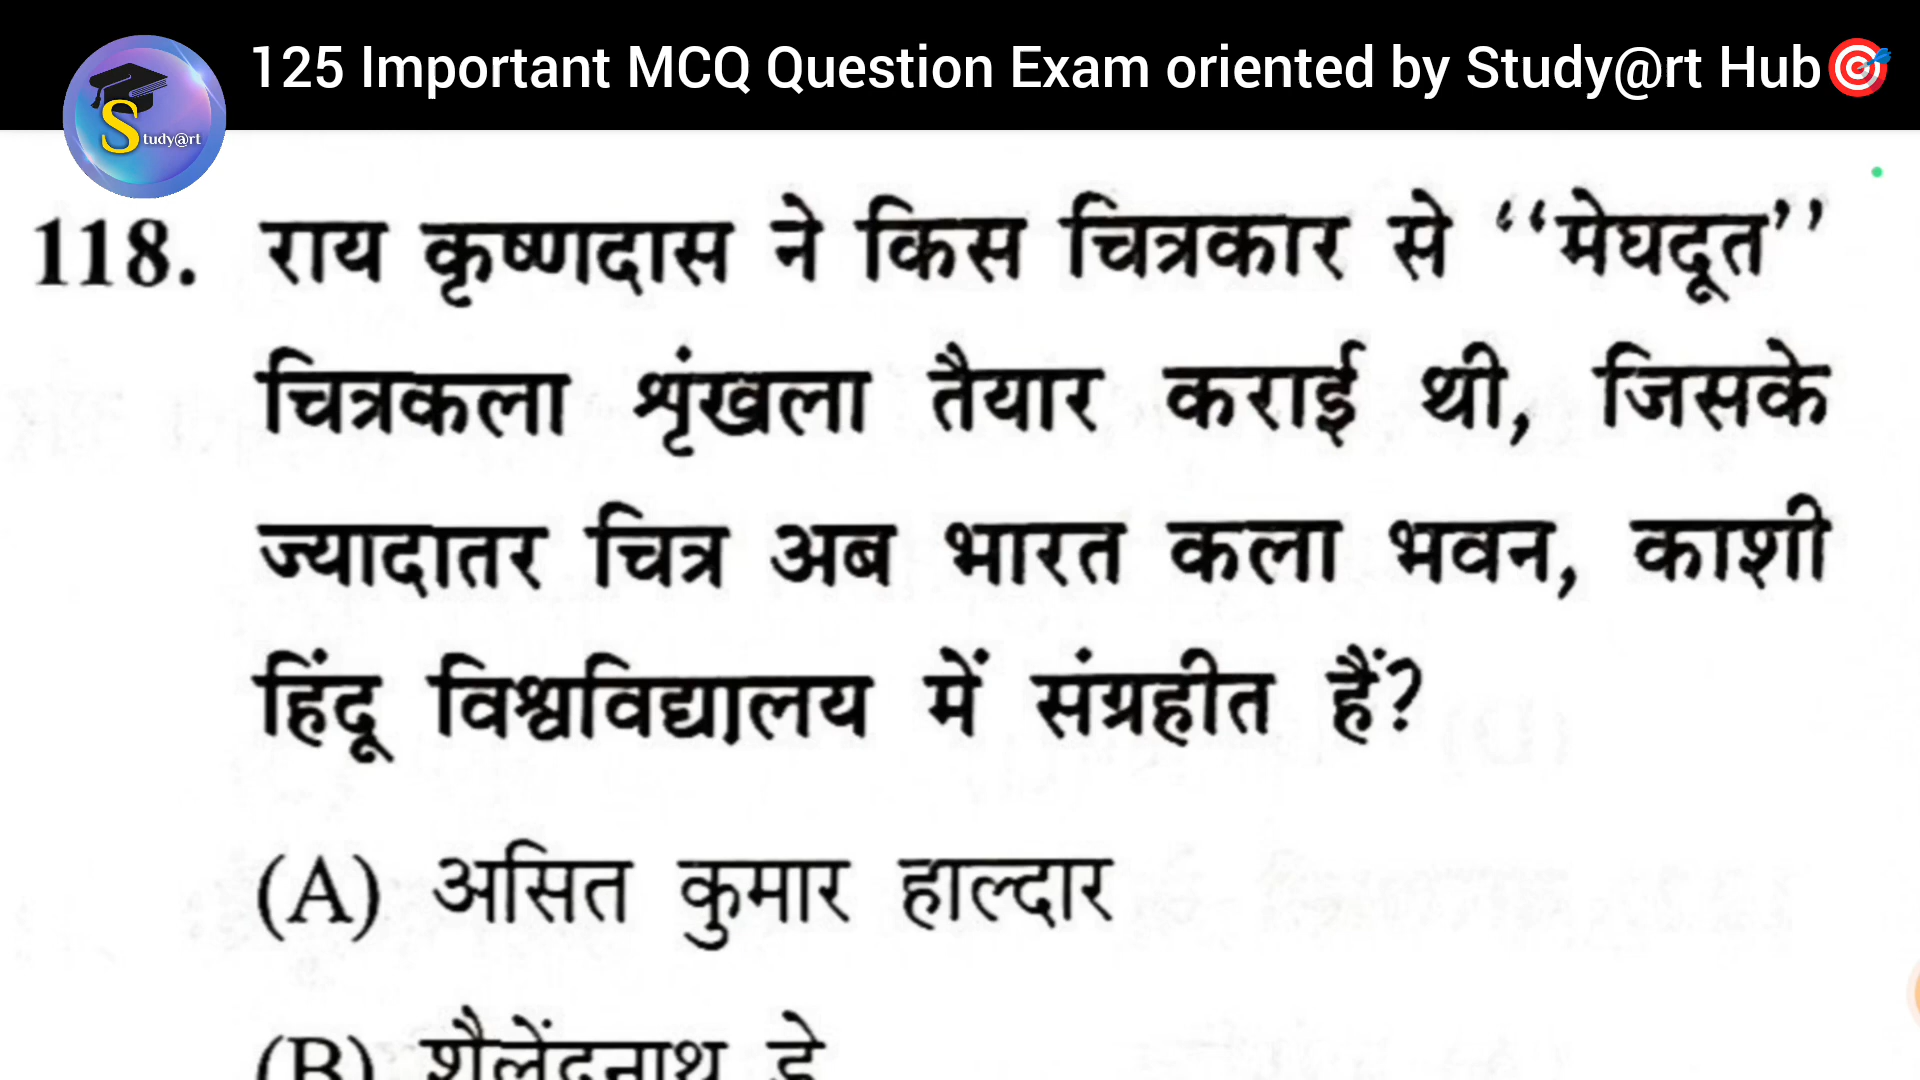 125 Important MCQ Question Exam oriented by Study@rt Hub🎯
Study@rt
118. राय कृष्णदास ने किस चित्रकार से ‘‘मेघदूत’’
चित्रकला शृंखला तैयार कराई थी, जिसके
ज्यादातर चित्र अब भारत कला भवन, काशी
हिंदू विश्वविद्यालय में संग्रहीत हैं?
(A) असित कुमार हाल्दार
(B) शैलेंद्रनाथ डे